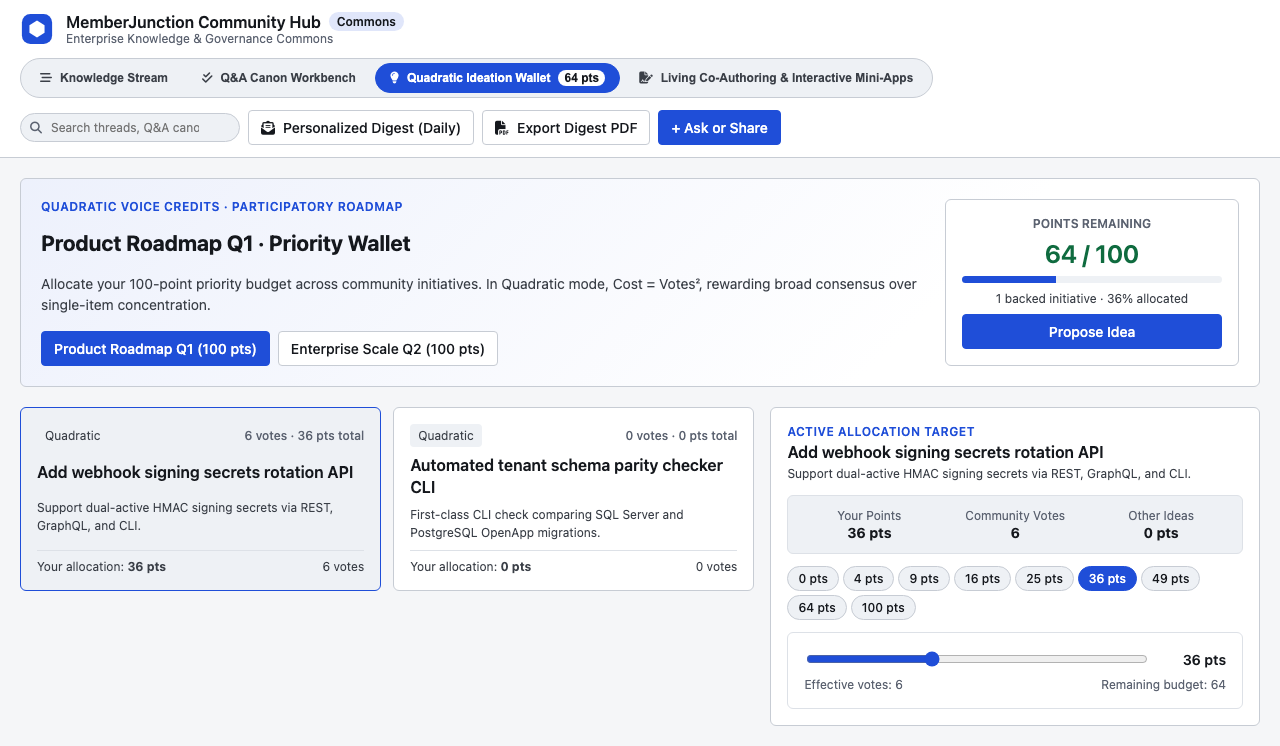 MemberJunction Community Hub Commons
Enterprise Knowledge & Governance Commons
Knowledge Stream
Q&A Canon Workbench
Quadratic Ideation Wallet 64 pts
Living Co-Authoring & Interactive Mini-Apps
Search threads, Q&A cano
Personalized Digest (Daily)
Export Digest PDF
+ Ask or Share
QUADRATIC VOICE CREDITS · PARTICIPATORY ROADMAP
Product Roadmap Q1 · Priority Wallet
Allocate your 100-point priority budget across community initiatives. In Quadratic mode, Cost = Votes², rewarding broad consensus over
single-item concentration.
Product Roadmap Q1 (100 pts)
Enterprise Scale Q2 (100 pts)
POINTS REMAINING
64 / 100
1 backed initiative · 36% allocated
Propose Idea
Quadratic
6 votes · 36 pts total
Add webhook signing secrets rotation API
Support dual-active HMAC signing secrets via REST,
GraphQL, and CLI.
Your allocation: 36 pts
6 votes
Quadratic
0 votes · 0 pts total
Automated tenant schema parity checker
CLI
First-class CLI check comparing SQL Server and
PostgreSQL OpenApp migrations.
Your allocation: 0 pts
0 votes
ACTIVE ALLOCATION TARGET
Add webhook signing secrets rotation API
Support dual-active HMAC signing secrets via REST, GraphQL, and CLI.
Your Points
36 pts
Community Votes
6
Other Ideas
0 pts
0 pts
4 pts
9 pts
16 pts
25 pts
36 pts
49 pts
64 pts
100 pts
36 pts
Effective votes: 6
Remaining budget: 64